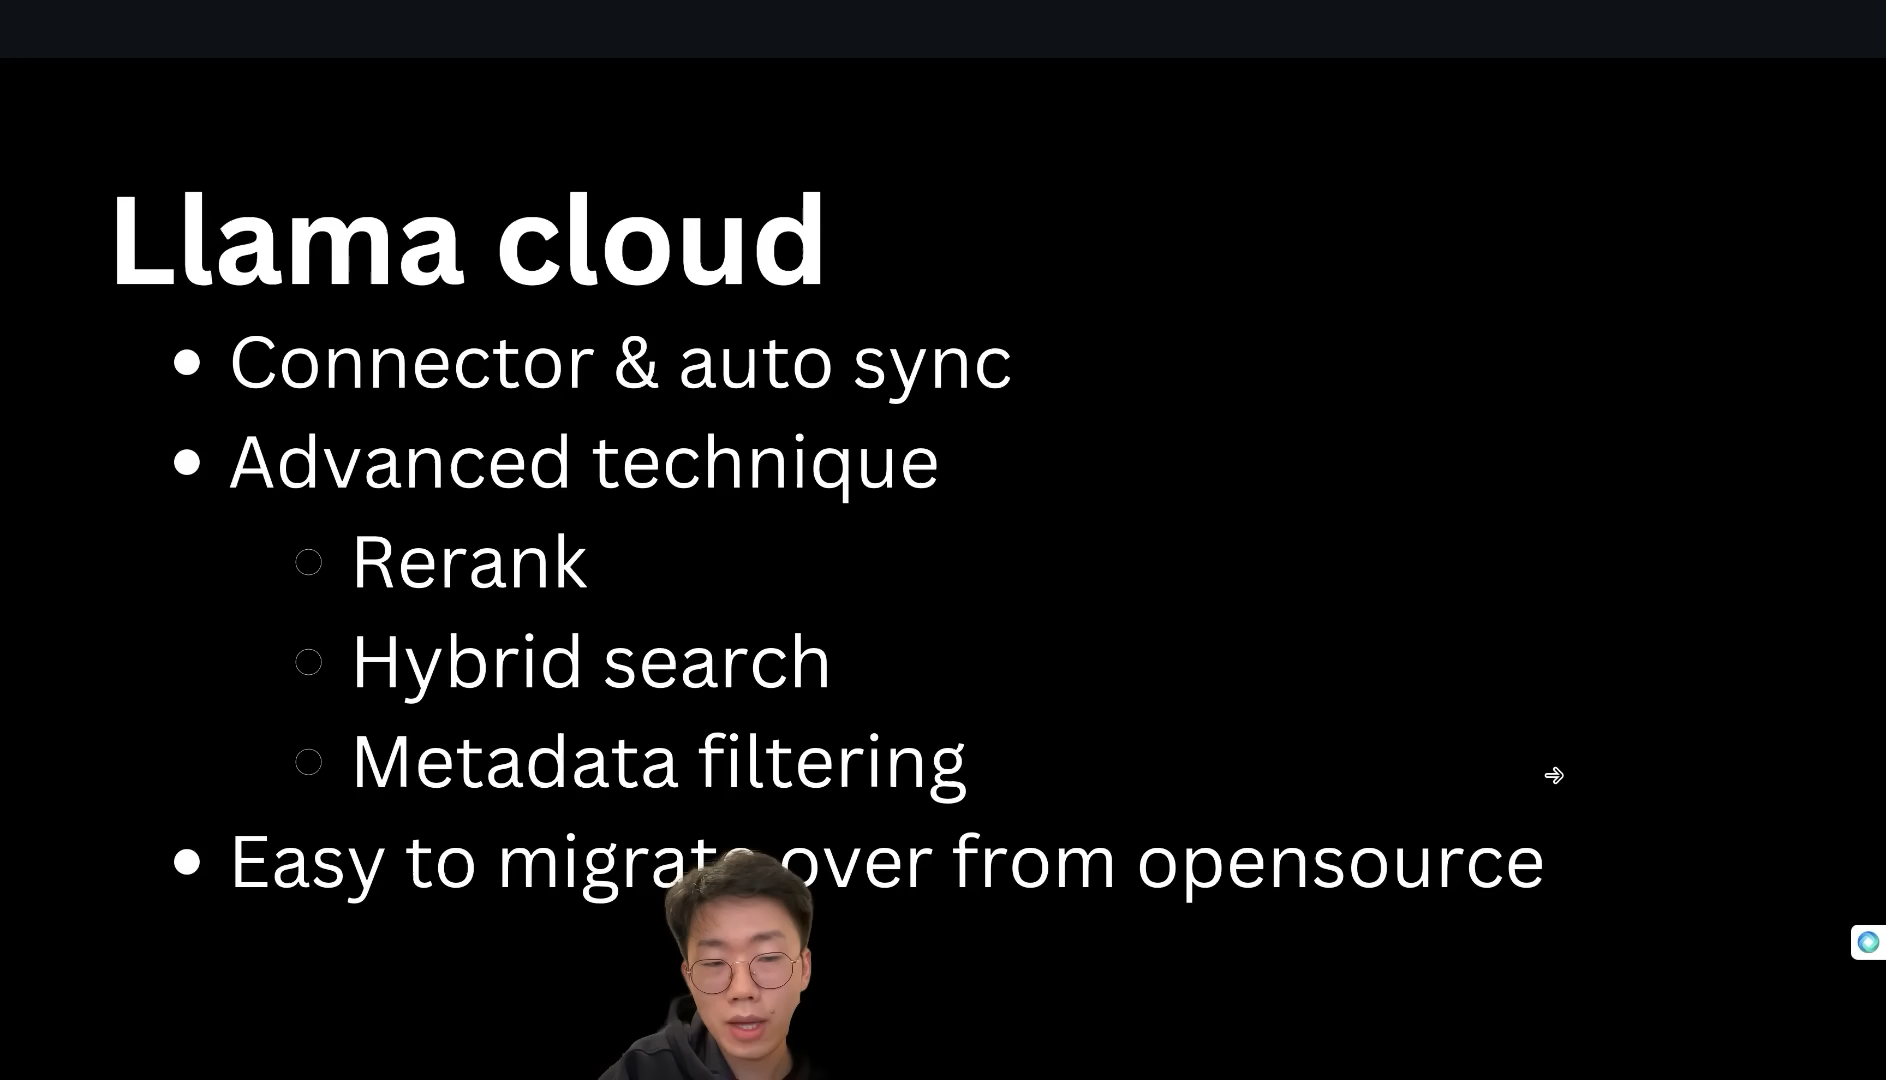 Llama cloud
Connector & auto sync
Advanced technique
Rerank
Hybrid search
Metadata filtering
Easy to migrate over from opensource